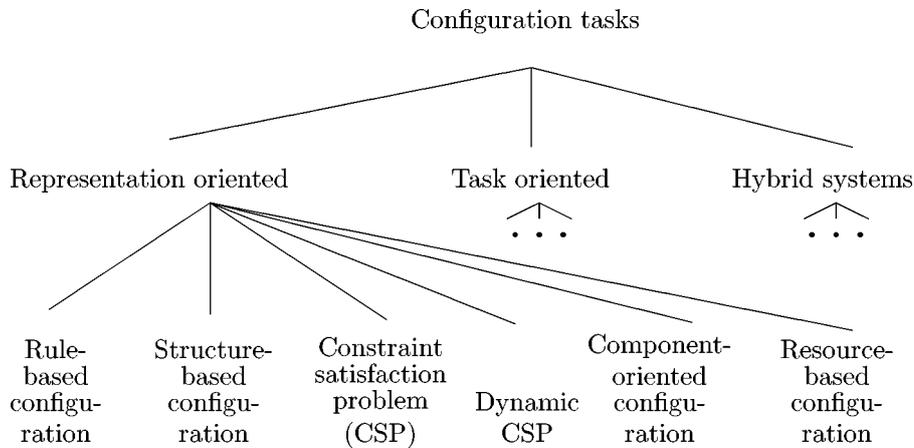 Configuration tasks
Representation oriented
Task oriented
Hybrid systems
Rule-
based
configu-
ration
Structure-
based
configu-
ration
Constraint
satisfaction
problem
(CSP)
Dynamic
CSP
Component-
oriented
configu-
ration
Resource-
based
configu-
ration